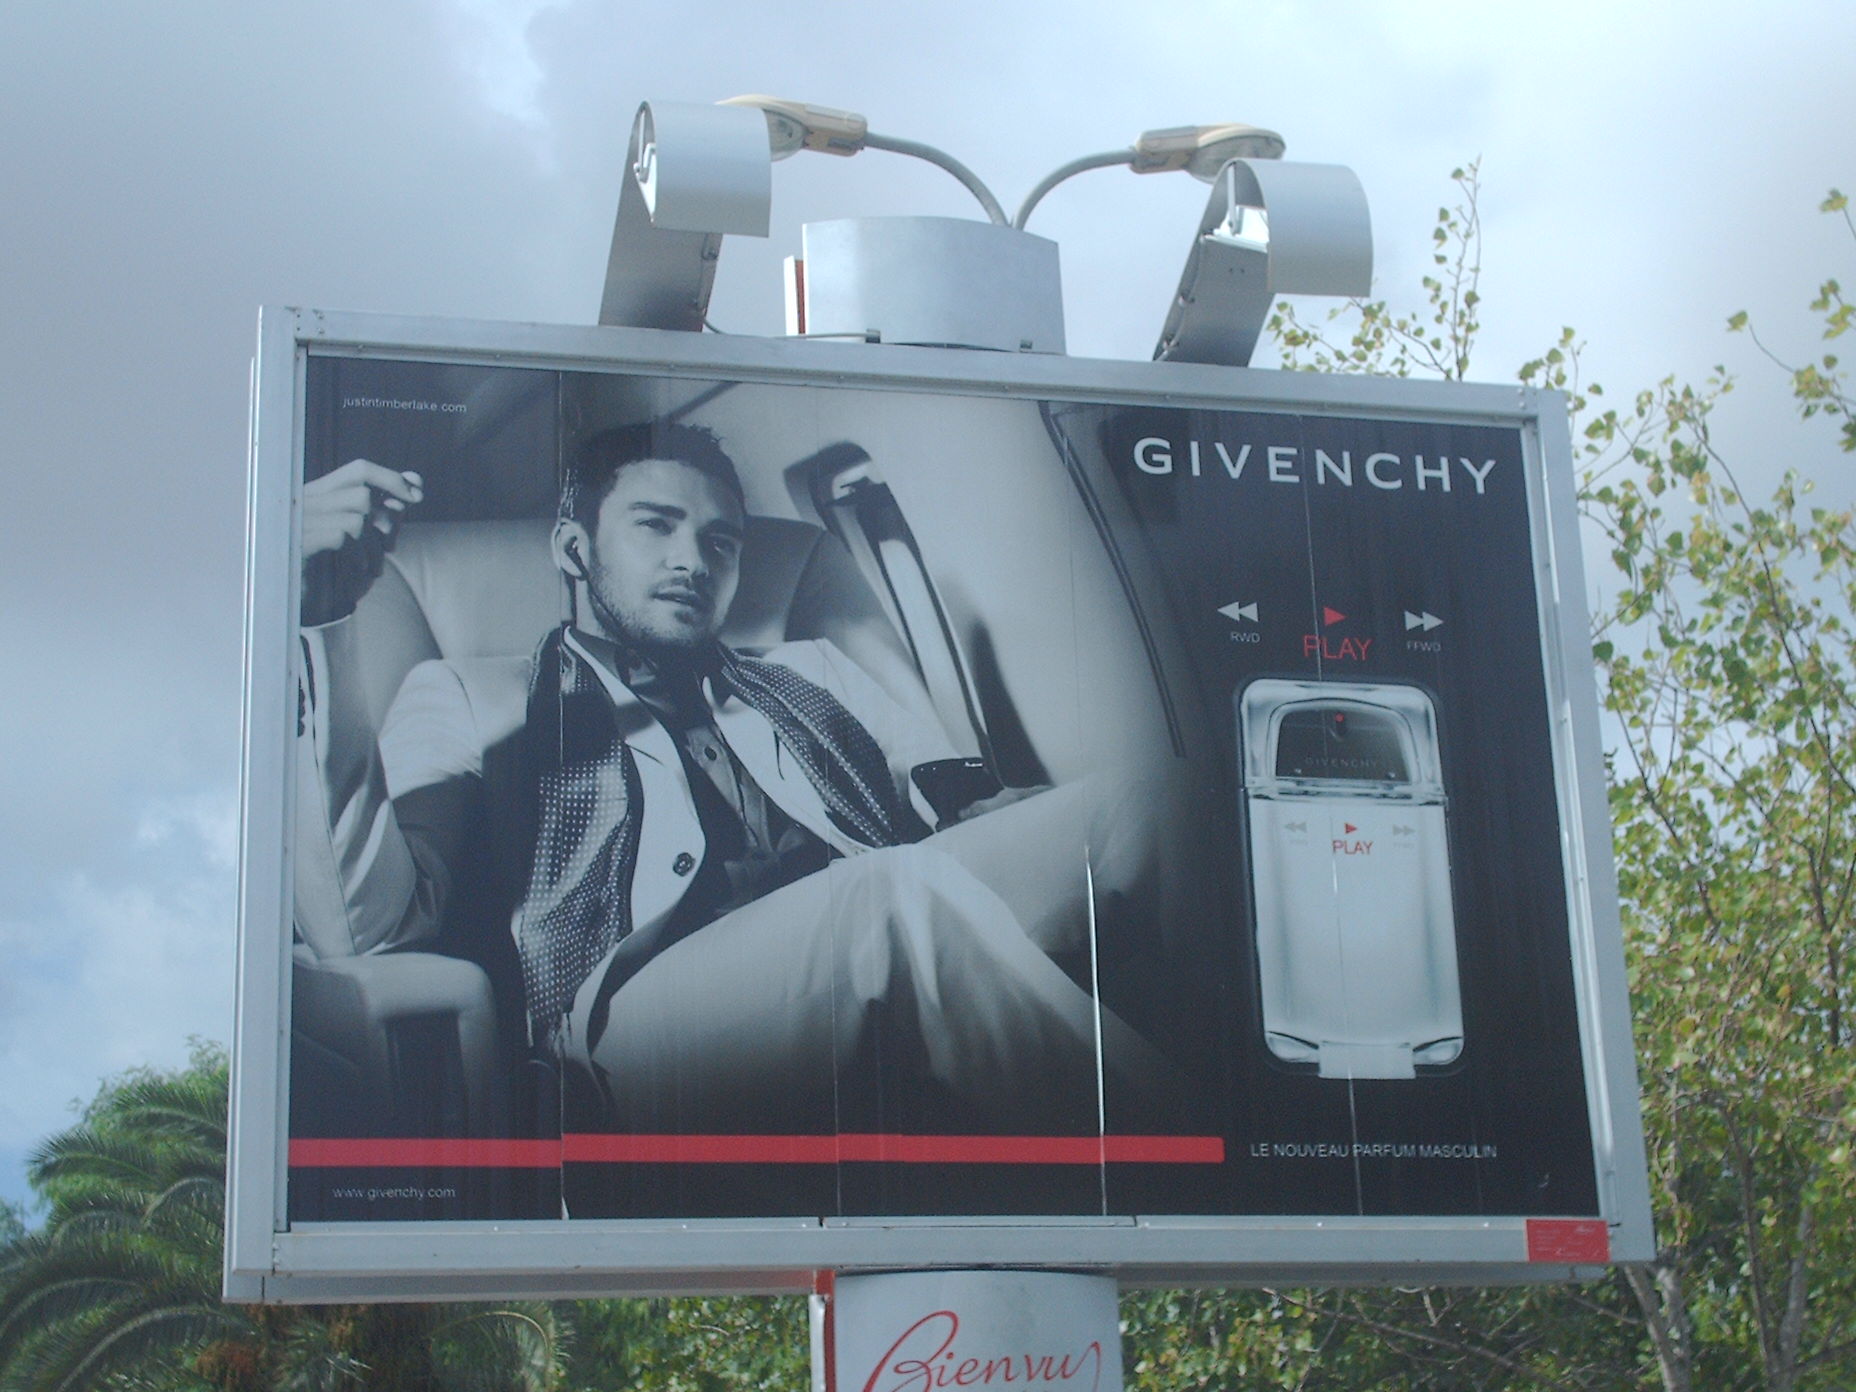 justintimberlake.com
GIVENCHY
RWD PLAY FFWD
GIVENCHY
PLAY
LE NOUVEAU PARFUM MASCULIN
www.givenchy.com
Bienvu